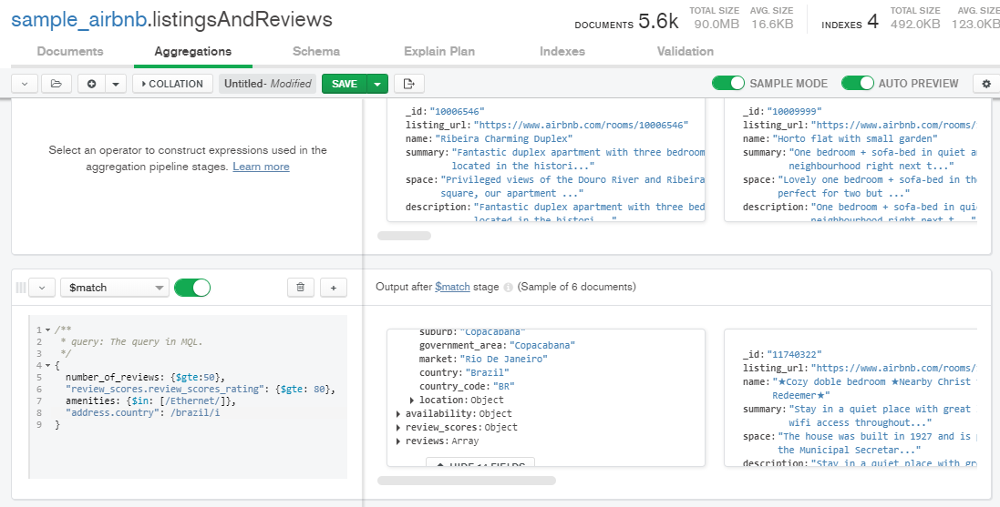 sample_airbnb.listingsAndReviews
DOCUMENTS 5.6k TOTAL SIZE 90.0MB AVG. SIZE 16.6KB INDEXES 4 TOTAL SIZE 492.0KB AVG. SIZE 123.0KB
Documents Aggregations Schema Explain Plan Indexes Validation
COLLATION Untitled- Modified SAVE SAMPLE MODE AUTO PREVIEW
Select an operator to construct expressions used in the
aggregation pipeline stages. Learn more
_id: "10006546"
listing_url: "https://www.airbnb.com/rooms/10006546"
name: "Ribeira Charming Duplex"
summary: "Fantastic duplex apartment with three bedroom
located in the histori..."
space: "Privileged views of the Douro River and Ribeira
square, our apartment ..."
description: "Fantastic duplex apartment with three bed
located in the histori..."
_id: "10009999"
listing_url: "https://www.airbnb.com/rooms/
name: "Horto flat with small garden"
summary: "One bedroom + sofa-bed in quiet a
neighbourhood right next t..."
space: "Lovely one bedroom + sofa-bed in th
perfect for two but ..."
description: "One bedroom + sofa-bed in qui
neighbourhood right next t..."
$match +
Output after $match stage (Sample of 6 documents)
1 /**
2 * query: The query in MQL.
3 */
4 {
5 number_of_reviews: {$gte:50},
6 "review_scores.review_scores_rating": {$gte: 80},
7 amenities: {$in: [/Ethernet/]},
8 "address.country": /brazil/i
9 }
suburb: "Copacabana"
government_area: "Copacabana"
market: "Rio De Janeiro"
country: "Brazil"
country_code: "BR"
location: Object
availability: Object
review_scores: Object
reviews: Array
HIDE 14 FIELDS
_id: "11740322"
listing_url: "https://www.airbnb.com/rooms/
name: "★Cozy doble bedroom ★Nearby Christ
Redeemer★"
summary: "Stay in a quiet place with great
wifi access throughout..."
space: "The house was built in 1927 and is
the Municipal Secretar..."
description: "Stay in a quiet place with gr